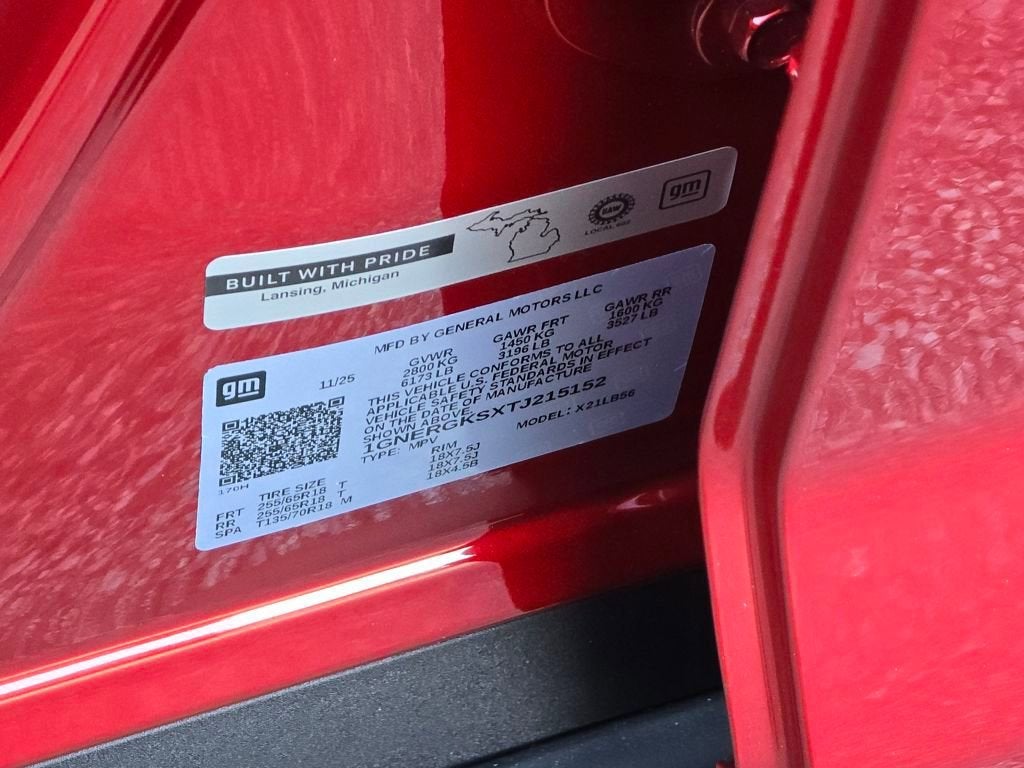 BUILT WITH PRIDE
Lansing, Michigan
UAW
LOCAL 602
gm
MFD BY GENERAL MOTORS LLC
gm
11/25
GVWR GAWR FRT GAWR RR
2800 KG 1450 KG 1600 KG
6173 LB 3196 LB 3527 LB
THIS VEHICLE CONFORMS TO ALL
APPLICABLE U.S. FEDERAL MOTOR
VEHICLE SAFETY STANDARDS IN EFFECT
ON THE DATE OF MANUFACTURE
SHOWN ABOVE.
1GNERGKSXTJ215152
TYPE: MPV MODEL: X21LB56
170H
TIRE SIZE RIM
FRT 255/65R18 T 18X7.5J
RR 255/65R18 T 18X7.5J
SPA T135/70R18 M 18X4.5B